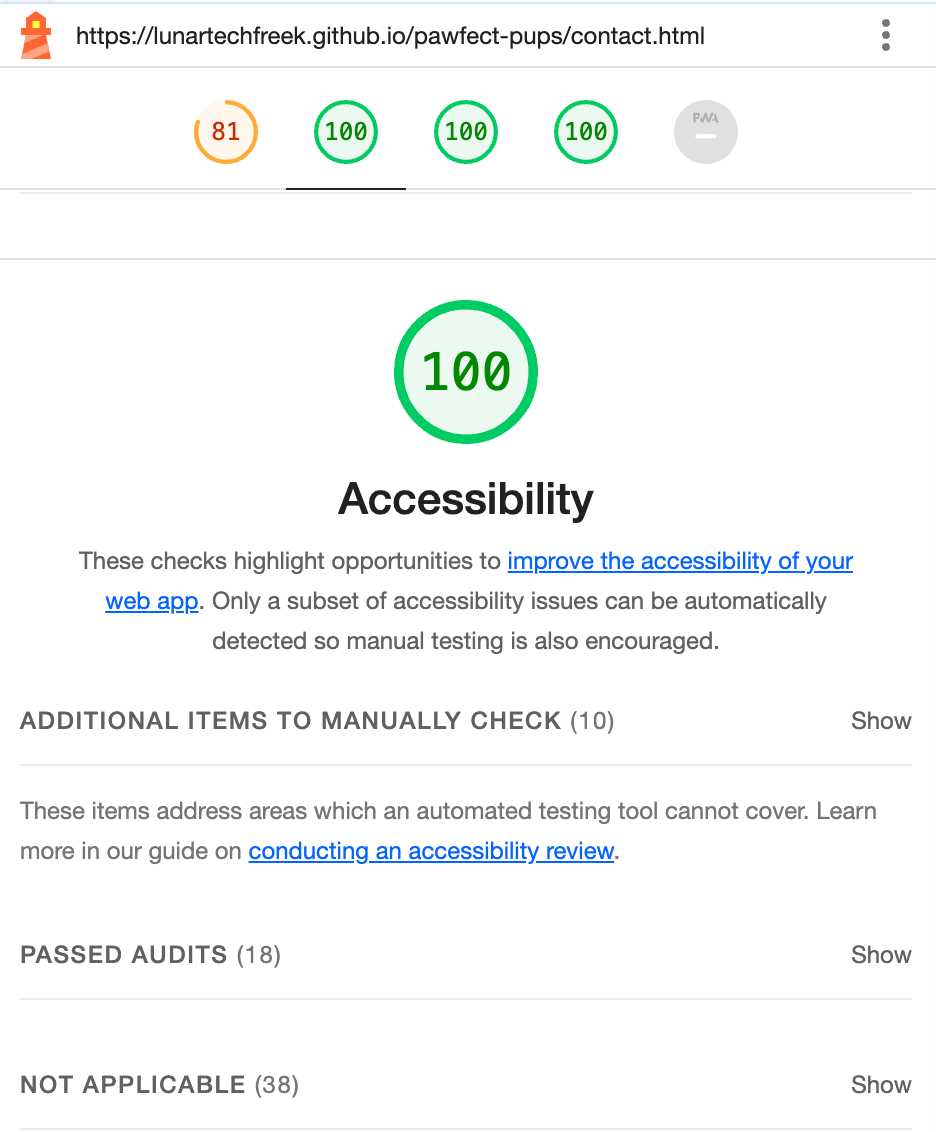 https://lunartechfreek.github.io/pawfect-pups/contact.html
81 100 100 100 PWA
100
Accessibility
These checks highlight opportunities to improve the accessibility of your
web app. Only a subset of accessibility issues can be automatically
detected so manual testing is also encouraged.
ADDITIONAL ITEMS TO MANUALLY CHECK (10) Show
These items address areas which an automated testing tool cannot cover. Learn
more in our guide on conducting an accessibility review.
PASSED AUDITS (18) Show
NOT APPLICABLE (38) Show